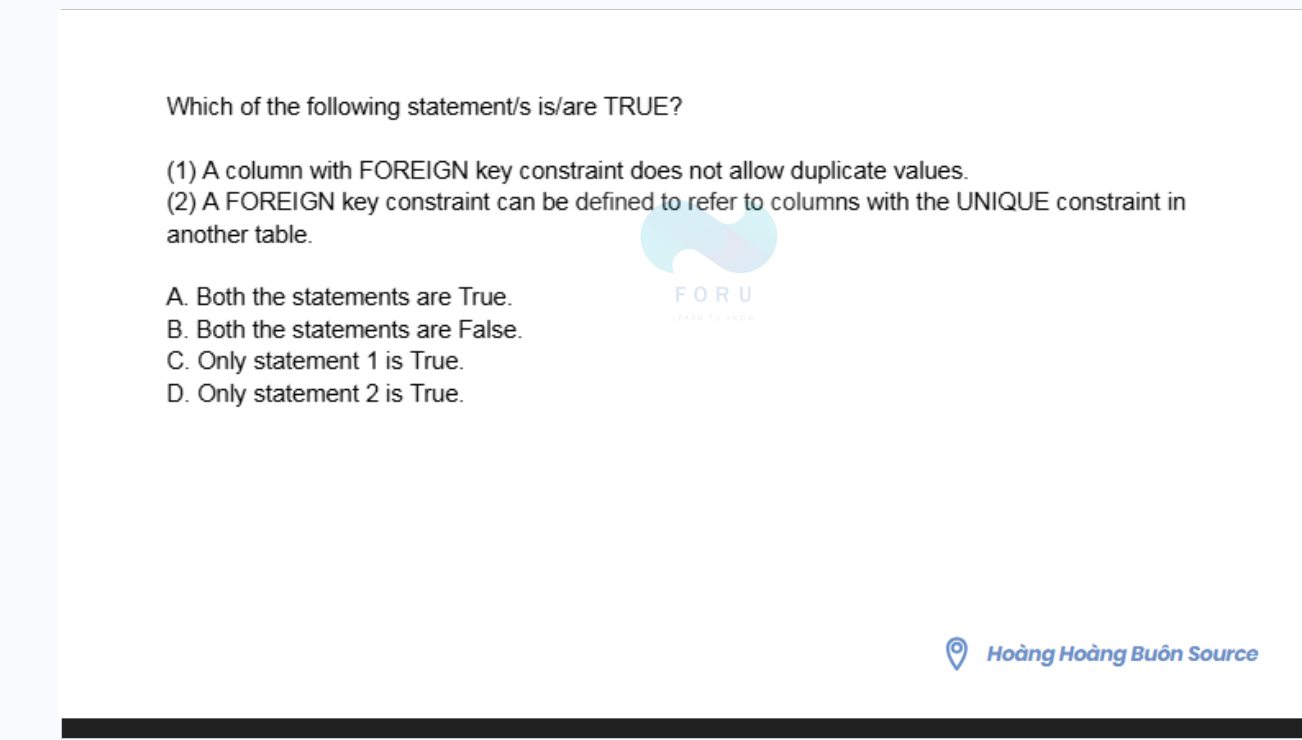 Which of the following statement/s is/are TRUE?
(1) A column with FOREIGN key constraint does not allow duplicate values.
(2) A FOREIGN key constraint can be defined to refer to columns with the UNIQUE constraint in
another table.
A. Both the statements are True.
FORU
LEARN TO KNOW
B. Both the statements are False.
C. Only statement 1 is True.
D. Only statement 2 is True.
Hoàng Hoàng Buôn Source